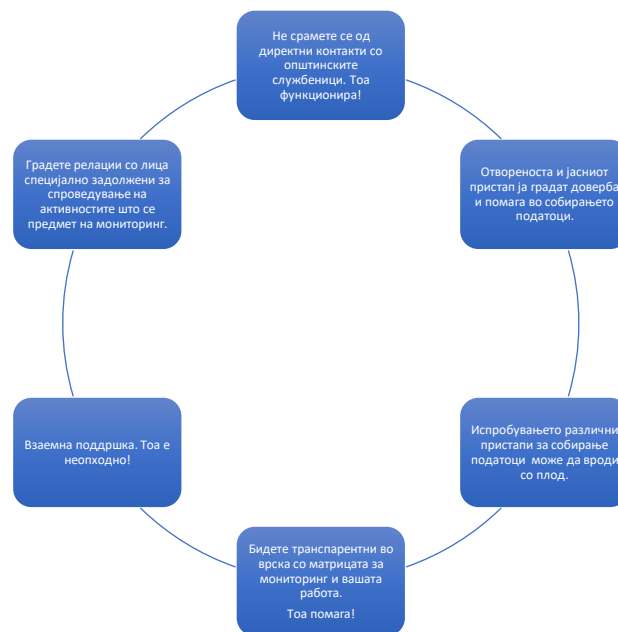 Не срамете се од
директни контакти со
општинските
службеници. Тоа
функционира!
Отвореноста и јасниот
пристап ја градат доверба
и помага во собирањето
податоци.
Испробувањето различни
пристапи за собирање
податоци може да вроди
со плод.
Бидете транспарентни во
врска со матрицата за
мониторинг и вашата
работа.
Тоа помага!
Взаемна поддршка. Тоа е
неопходно!
Градете релации со лица
специјално задолжени за
спроведување на
активностите што се
предмет на мониторинг.